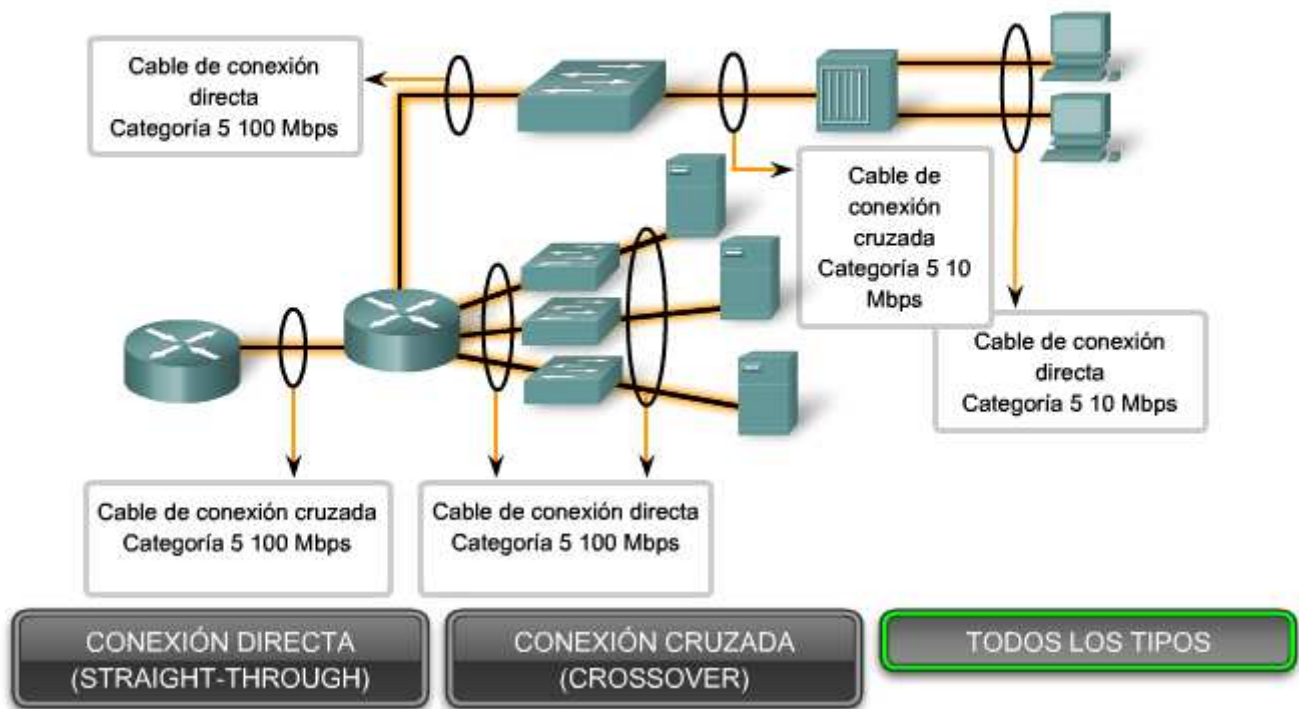 Cable de conexión
directa
Categoría 5 100 Mbps
Cable de
conexión
cruzada
Categoría 5 10
Mbps
Cable de conexión
directa
Categoría 5 10 Mbps
Cable de conexión cruzada
Categoría 5 100 Mbps
Cable de conexión directa
Categoría 5 100 Mbps
CONEXIÓN DIRECTA
(STRAIGHT-THROUGH)
CONEXIÓN CRUZADA
(CROSSOVER)
TODOS LOS TIPOS